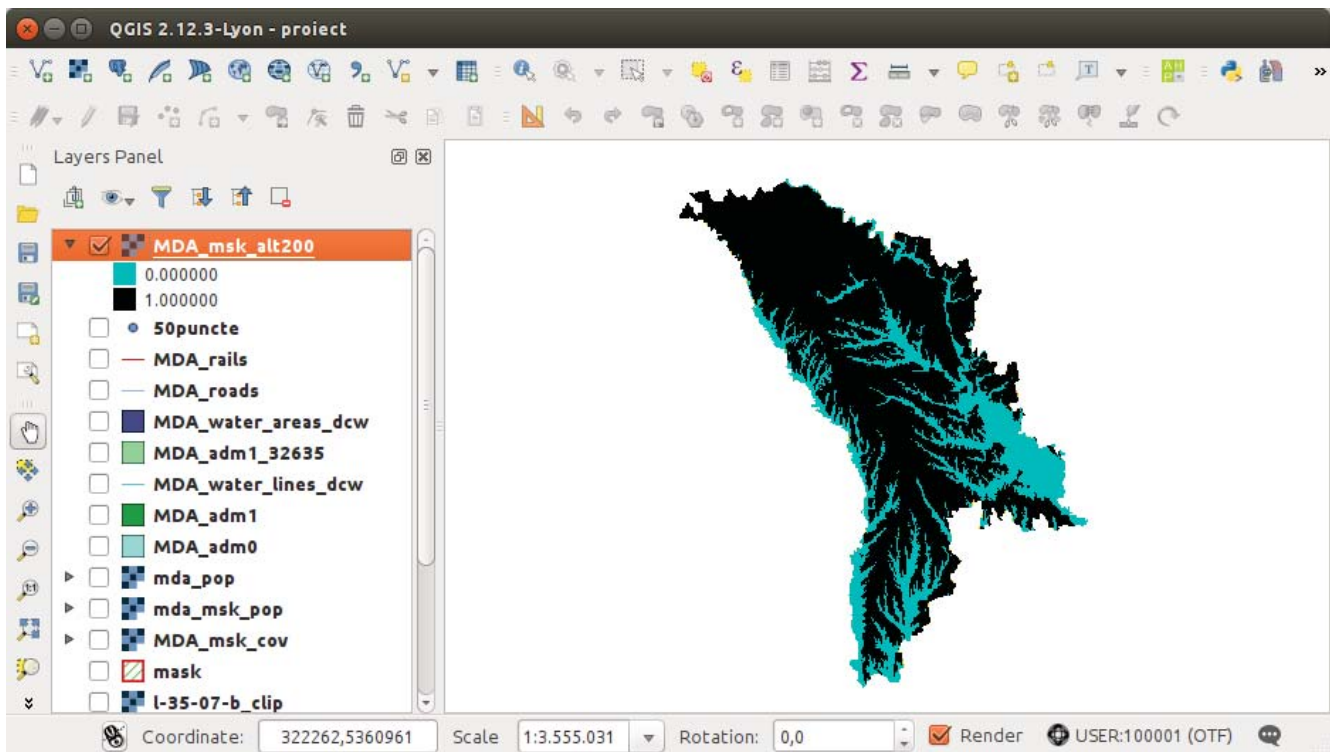 QGIS 2.12.3-Lyon - proiect
Layers Panel
MDA_msk_alt200
0.000000
1.000000
50puncte
MDA_rails
MDA_roads
MDA_water_areas_dcw
MDA_adm1_32635
MDA_water_lines_dcw
MDA_adm1
MDA_adm0
mda_pop
mda_msk_pop
MDA_msk_cov
mask
l-35-07-b_clip
Coordinate: 322262,5360961 Scale 1:3.555.031 Rotation: 0,0 Render USER:100001 (OTF)